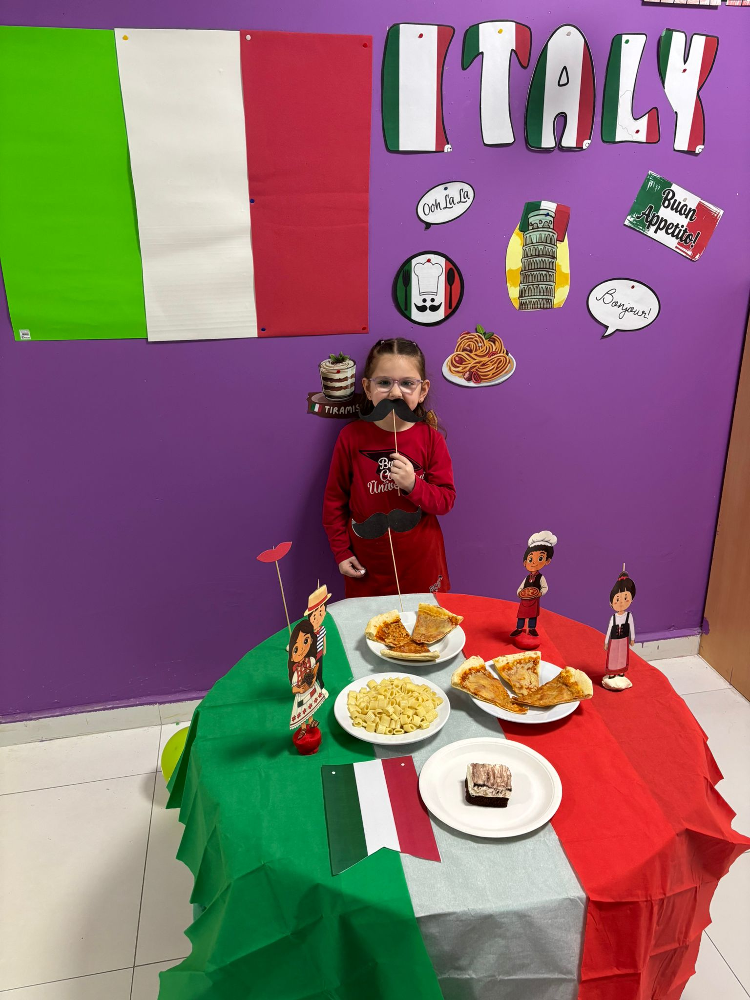 ITALY
Ooh La La
Buon
Appetito!
Bonjour!
TIRAMIS